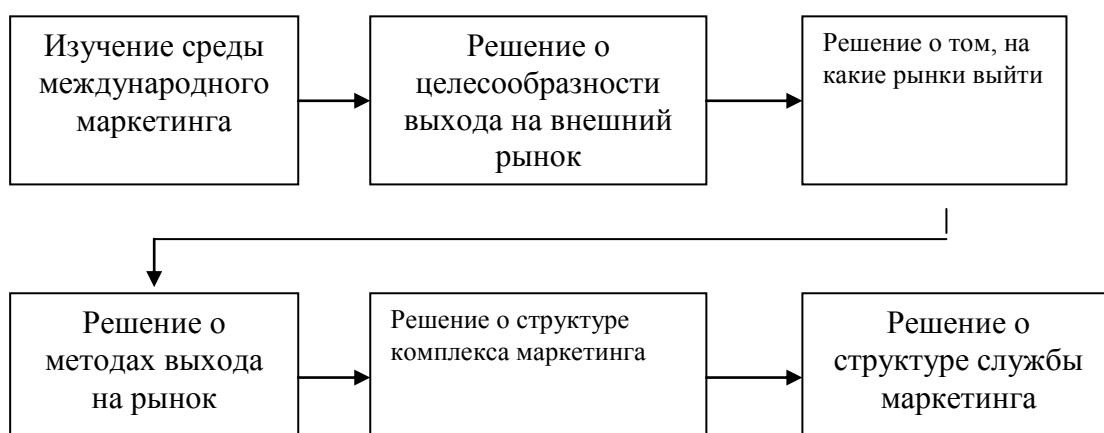 Изучение среды
международного
маркетинга
Решение о
целесообразности
выхода на внешний
рынок
Решение о том, на
какие рынки выйти
Решение о
методах выхода
на рынок
Решение о структуре
комплекса маркетинга
Решение о
структуре службы
маркетинга